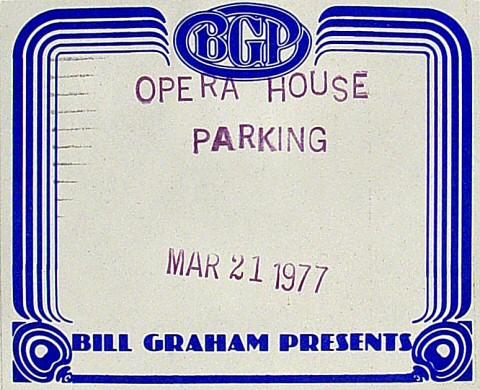 BGP
OPERA HOUSE
PARKING
MAR 21 1977
BILL GRAHAM PRESENTS